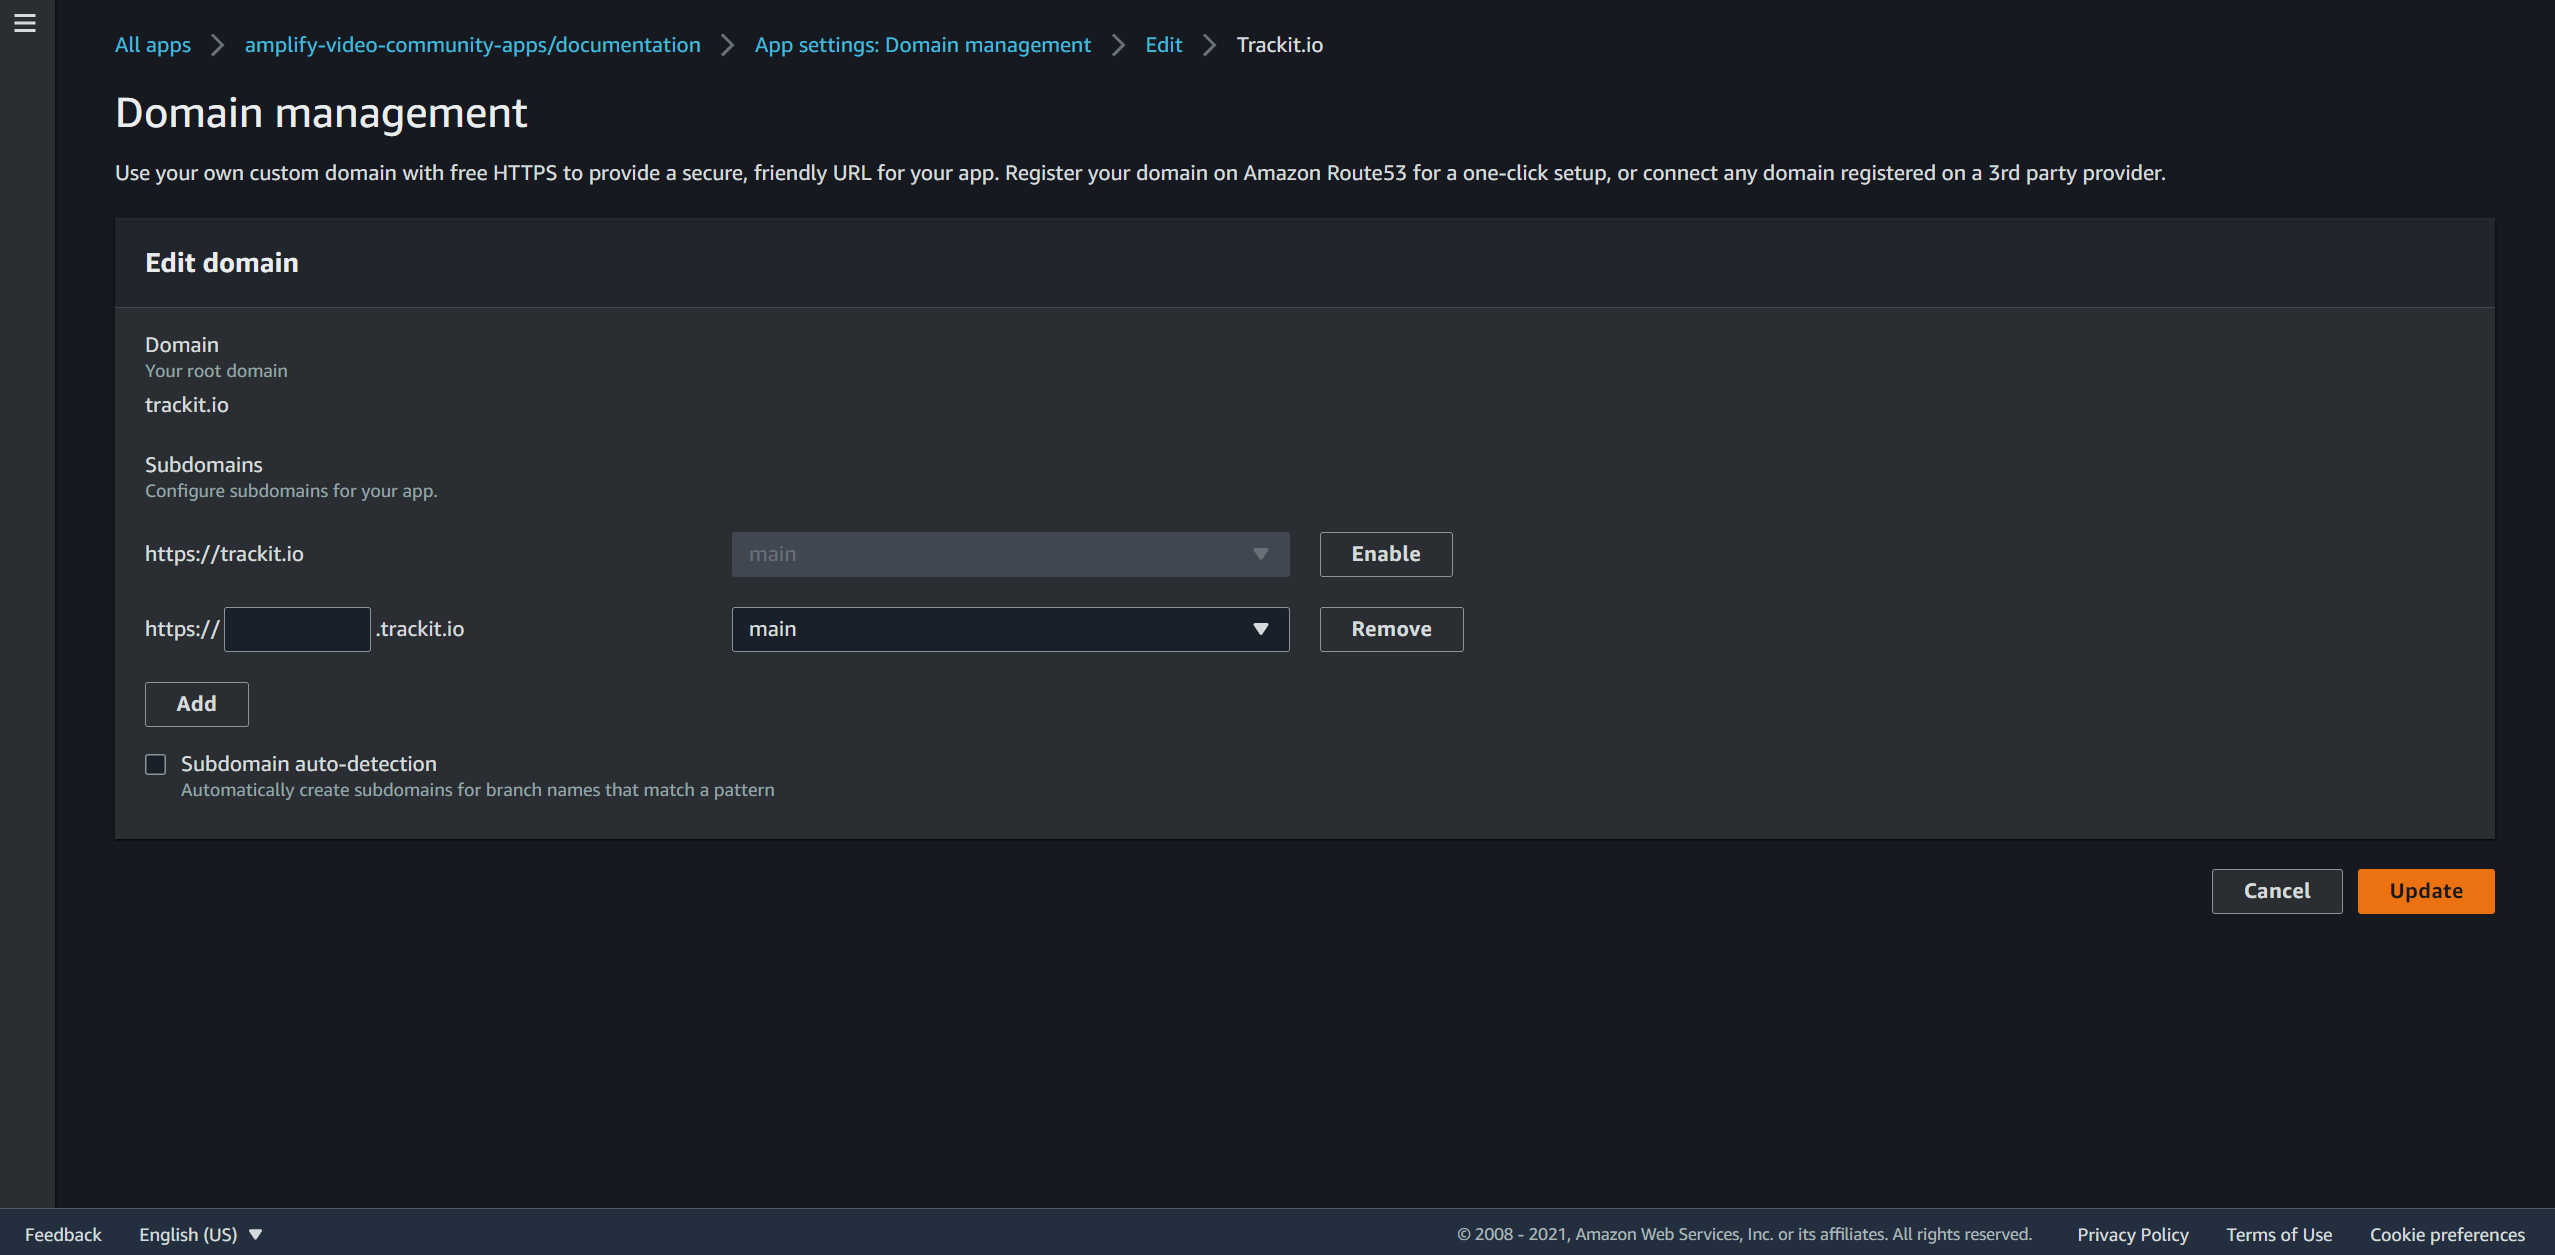 All apps > amplify-video-community-apps/documentation > App settings: Domain management > Edit > Trackit.io
Domain management
Use your own custom domain with free HTTPS to provide a secure, friendly URL for your app. Register your domain on Amazon Route53 for a one-click setup, or connect any domain registered on a 3rd party provider.
Edit domain
Domain
Your root domain
trackit.io
Subdomains
Configure subdomains for your app.
https://trackit.io main Enable
https:// .trackit.io main Remove
Add
Subdomain auto-detection
Automatically create subdomains for branch names that match a pattern
Cancel Update
Feedback English (US) © 2008 - 2021, Amazon Web Services, Inc. or its affiliates. All rights reserved. Privacy Policy Terms of Use Cookie preferences